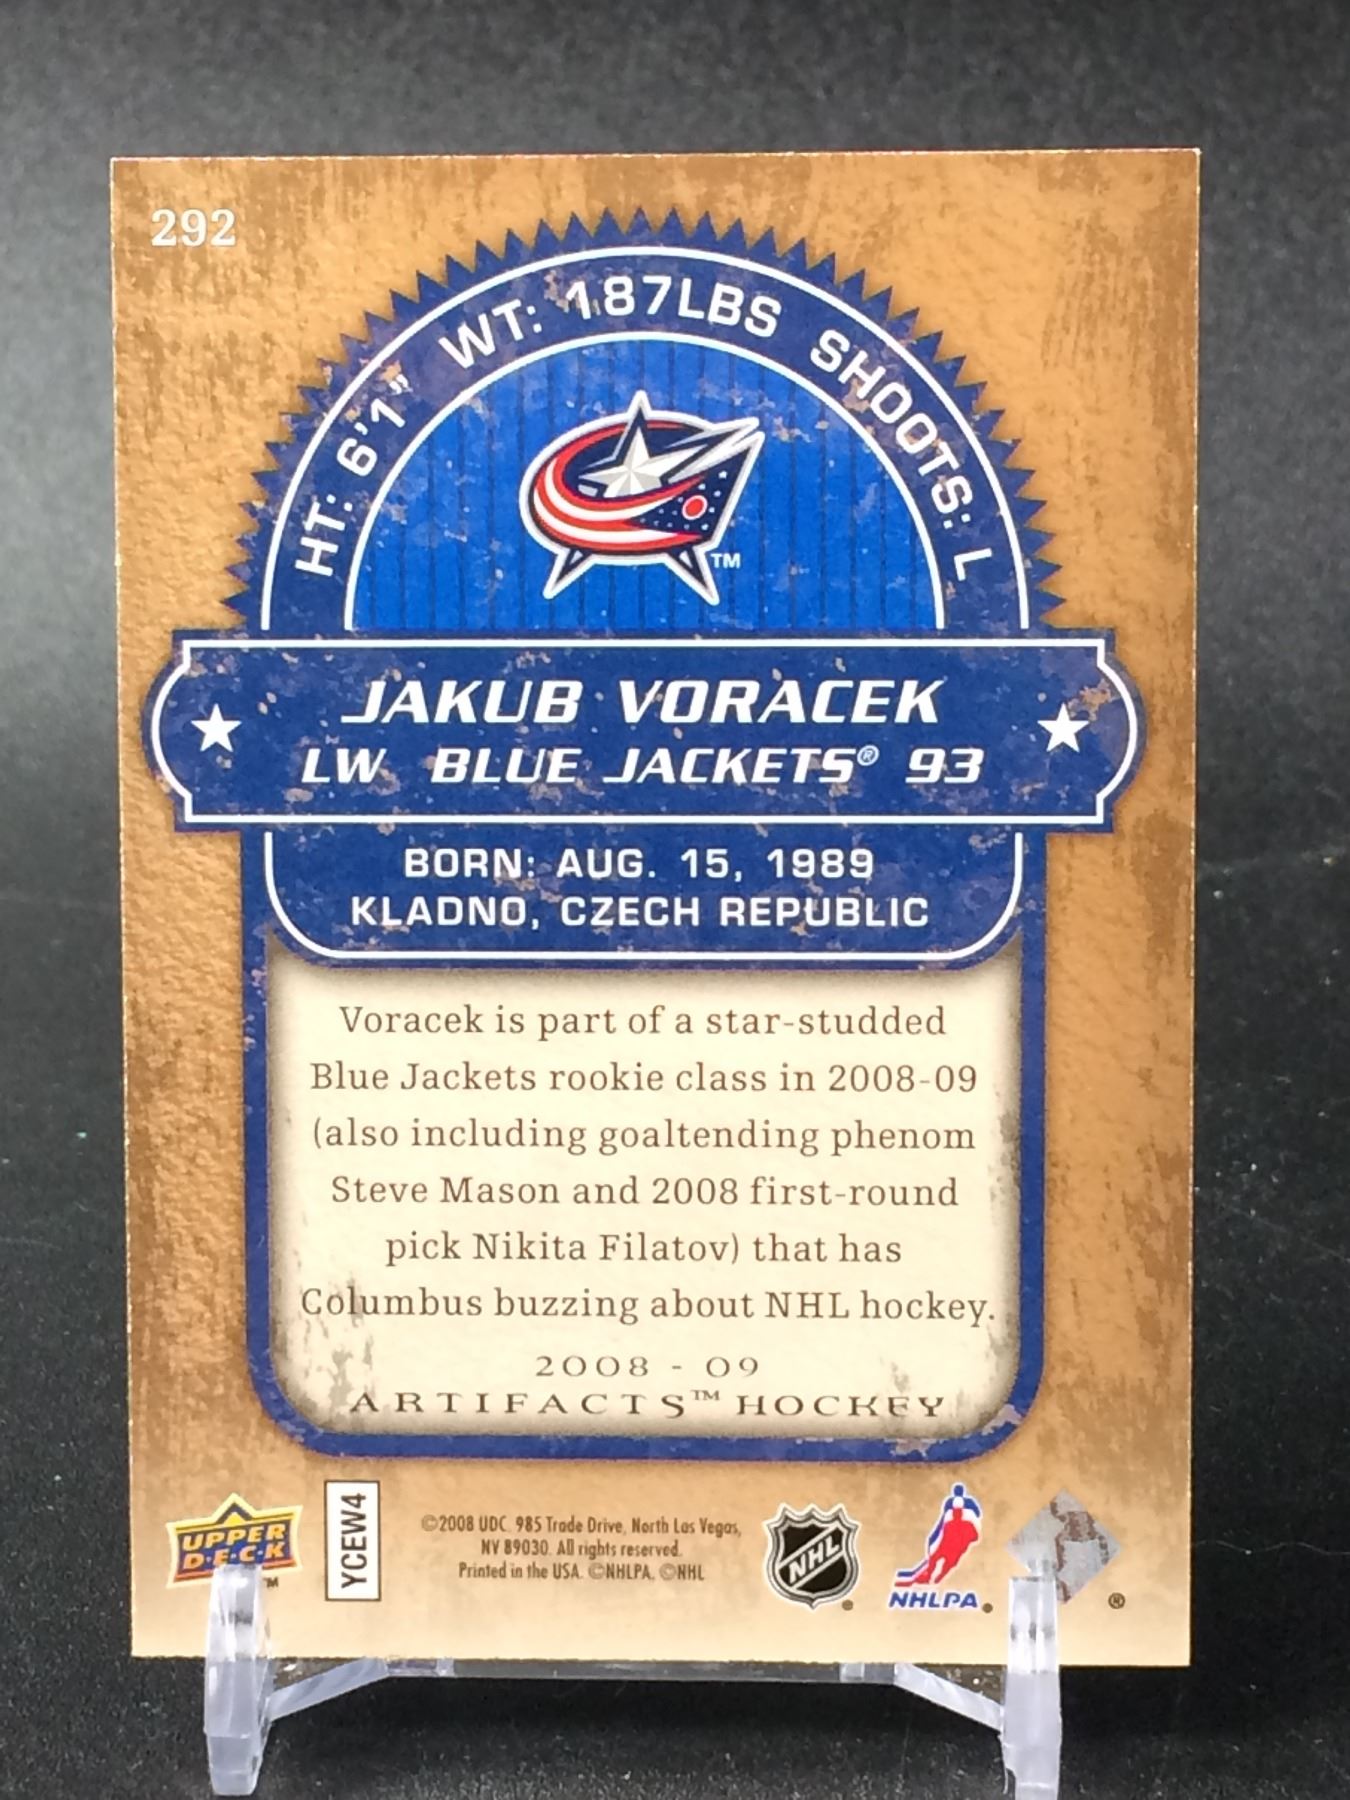 292
HT: 6'1" WT: 187LBS SHOOTS: L
TM
JAKUB VORACEK
LW BLUE JACKETS® 93
BORN: AUG. 15, 1989
KLADNO, CZECH REPUBLIC
Voracek is part of a star-studded
Blue Jackets rookie class in 2008-09
(also including goaltending phenom
Steve Mason and 2008 first-round
pick Nikita Filatov) that has
Columbus buzzing about NHL hockey.
2008 - 09
ARTIFACTS™ HOCKEY
UPPER
D·E·C·K
TM
YCEW4
©2008 UDC. 985 Trade Drive, North Las Vegas,
NV 89030. All rights reserved.
Printed in the USA. ©NHLPA. ©NHL
NHL®
NHLPA®
®